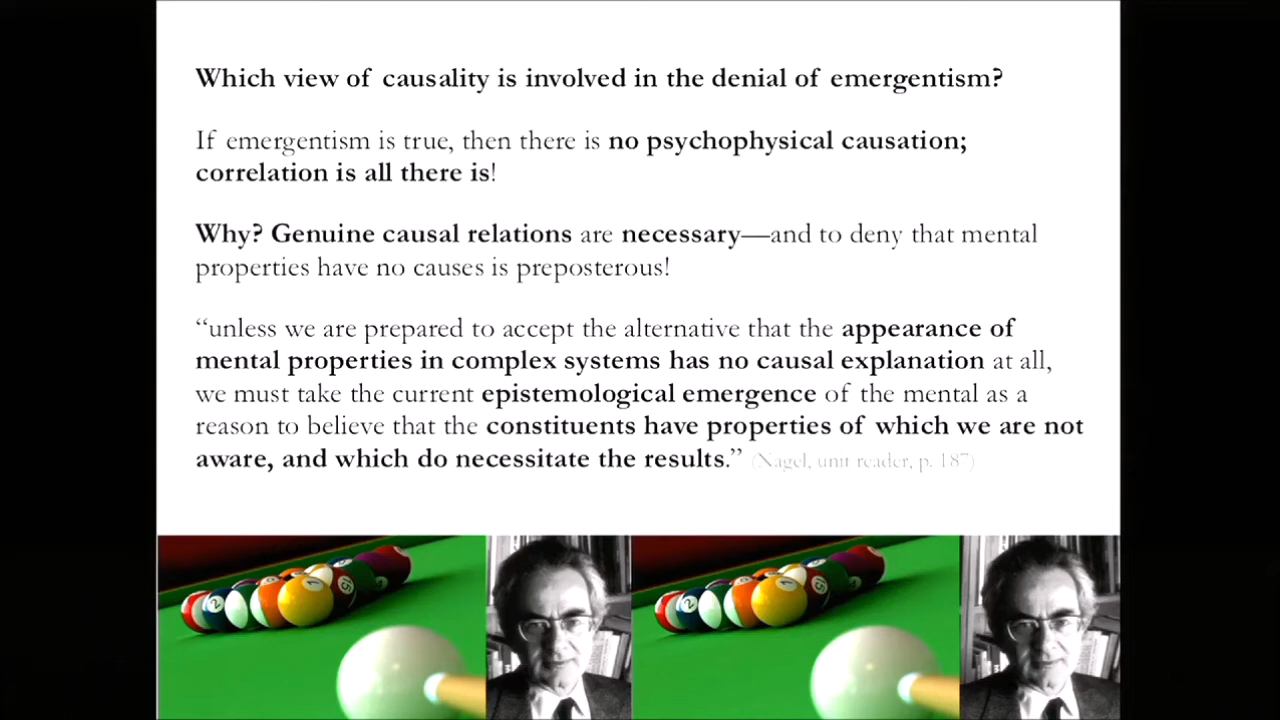 Which view of causality is involved in the denial of emergentism?
If emergentism is true, then there is no psychophysical causation;
correlation is all there is!
Why? Genuine causal relations are necessary—and to deny that mental
properties have no causes is preposterous!
“unless we are prepared to accept the alternative that the appearance of
mental properties in complex systems has no causal explanation at all,
we must take the current epistemological emergence of the mental as a
reason to believe that the constituents have properties of which we are not
aware, and which do necessitate the results.” (Nagel, unit reader, p. 187)